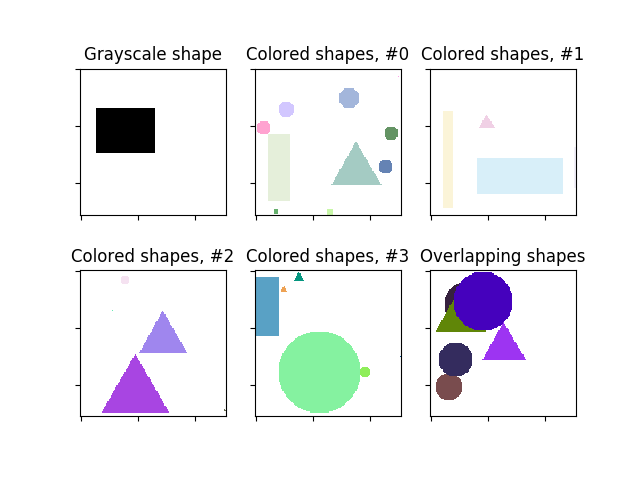 Grayscale shape
Colored shapes, #0
Colored shapes, #1
Colored shapes, #2
Colored shapes, #3
Overlapping shapes